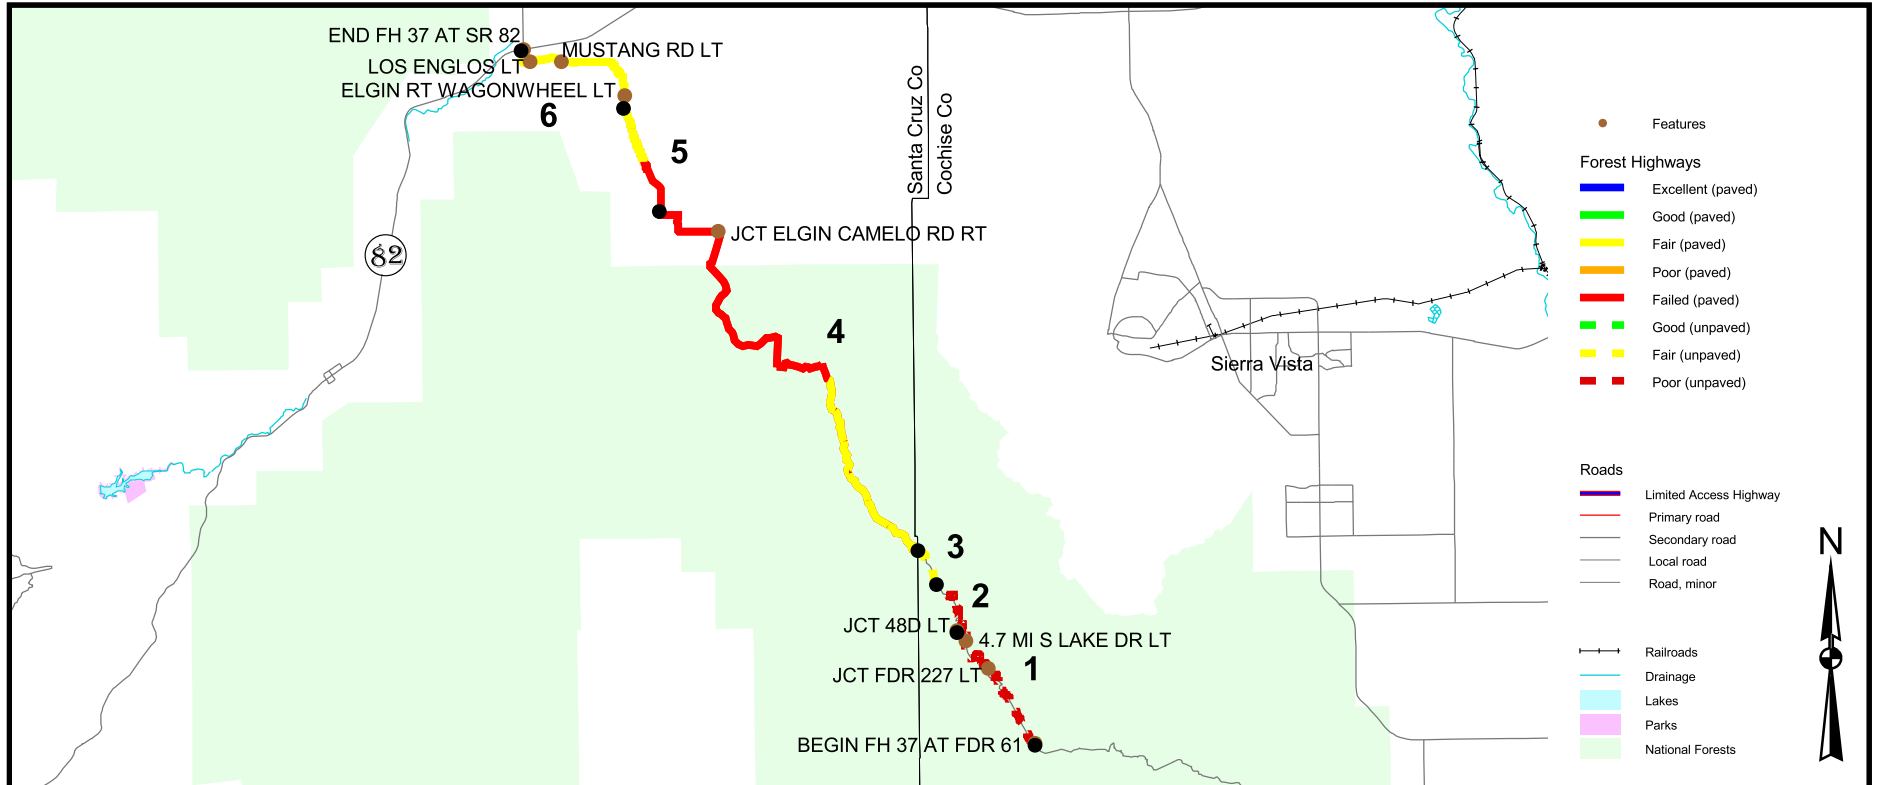 END FH 37 AT SR 82
MUSTANG RD LT
LOS ENGLOS LT
ELGIN RT WAGONWHEEL LT
6
5
Santa Cruz Co
Cochise Co
82
JCT ELGIN CAMELO RD RT
4
Sierra Vista
3
2
JCT 48D LT
4.7 MI S LAKE DR LT
1
JCT FDR 227 LT
BEGIN FH 37 AT FDR 61
Features
Forest Highways
Excellent (paved)
Good (paved)
Fair (paved)
Poor (paved)
Failed (paved)
Good (unpaved)
Fair (unpaved)
Poor (unpaved)
Roads
Limited Access Highway
Primary road
Secondary road
Local road
Road, minor
Railroads
Drainage
Lakes
Parks
National Forests
N